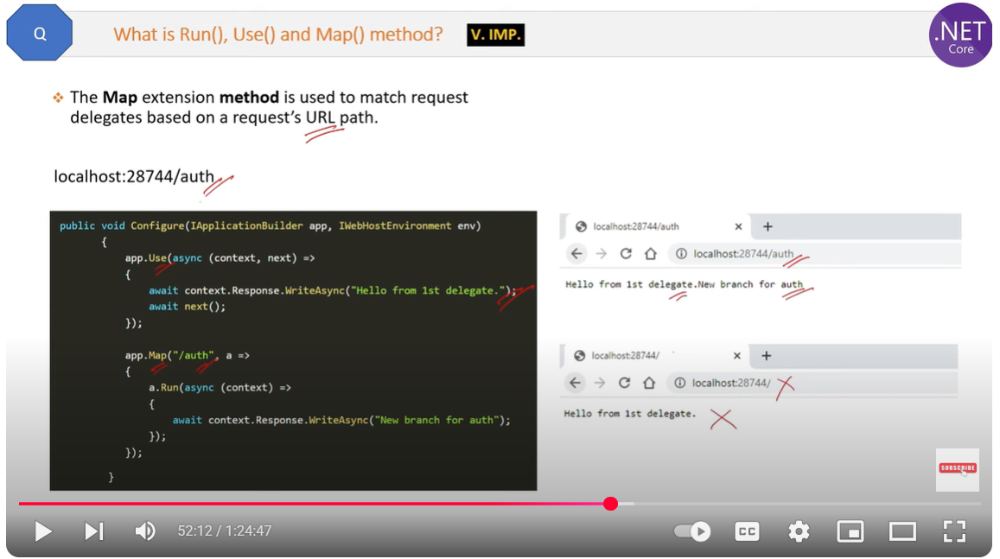 Q
What is Run(), Use() and Map() method?
V. IMP.
.NET
Core
❖ The Map extension method is used to match request
delegates based on a request's URL path.
localhost:28744/auth
public void Configure(IApplicationBuilder app, IWebHostEnvironment env)
{
app.Use(async (context, next) =>
{
await context.Response.WriteAsync("Hello from 1st delegate.");
await next();
});
app.Map("/auth", a =>
{
a.Run(async (context) =>
{
await context.Response.WriteAsync("New branch for auth");
});
});
}
localhost:28744/auth
localhost:28744/auth
Hello from 1st delegate.New branch for auth
localhost:28744/
localhost:28744/
Hello from 1st delegate.
SUBSCRIBE
52:12 / 1:24:47
CC